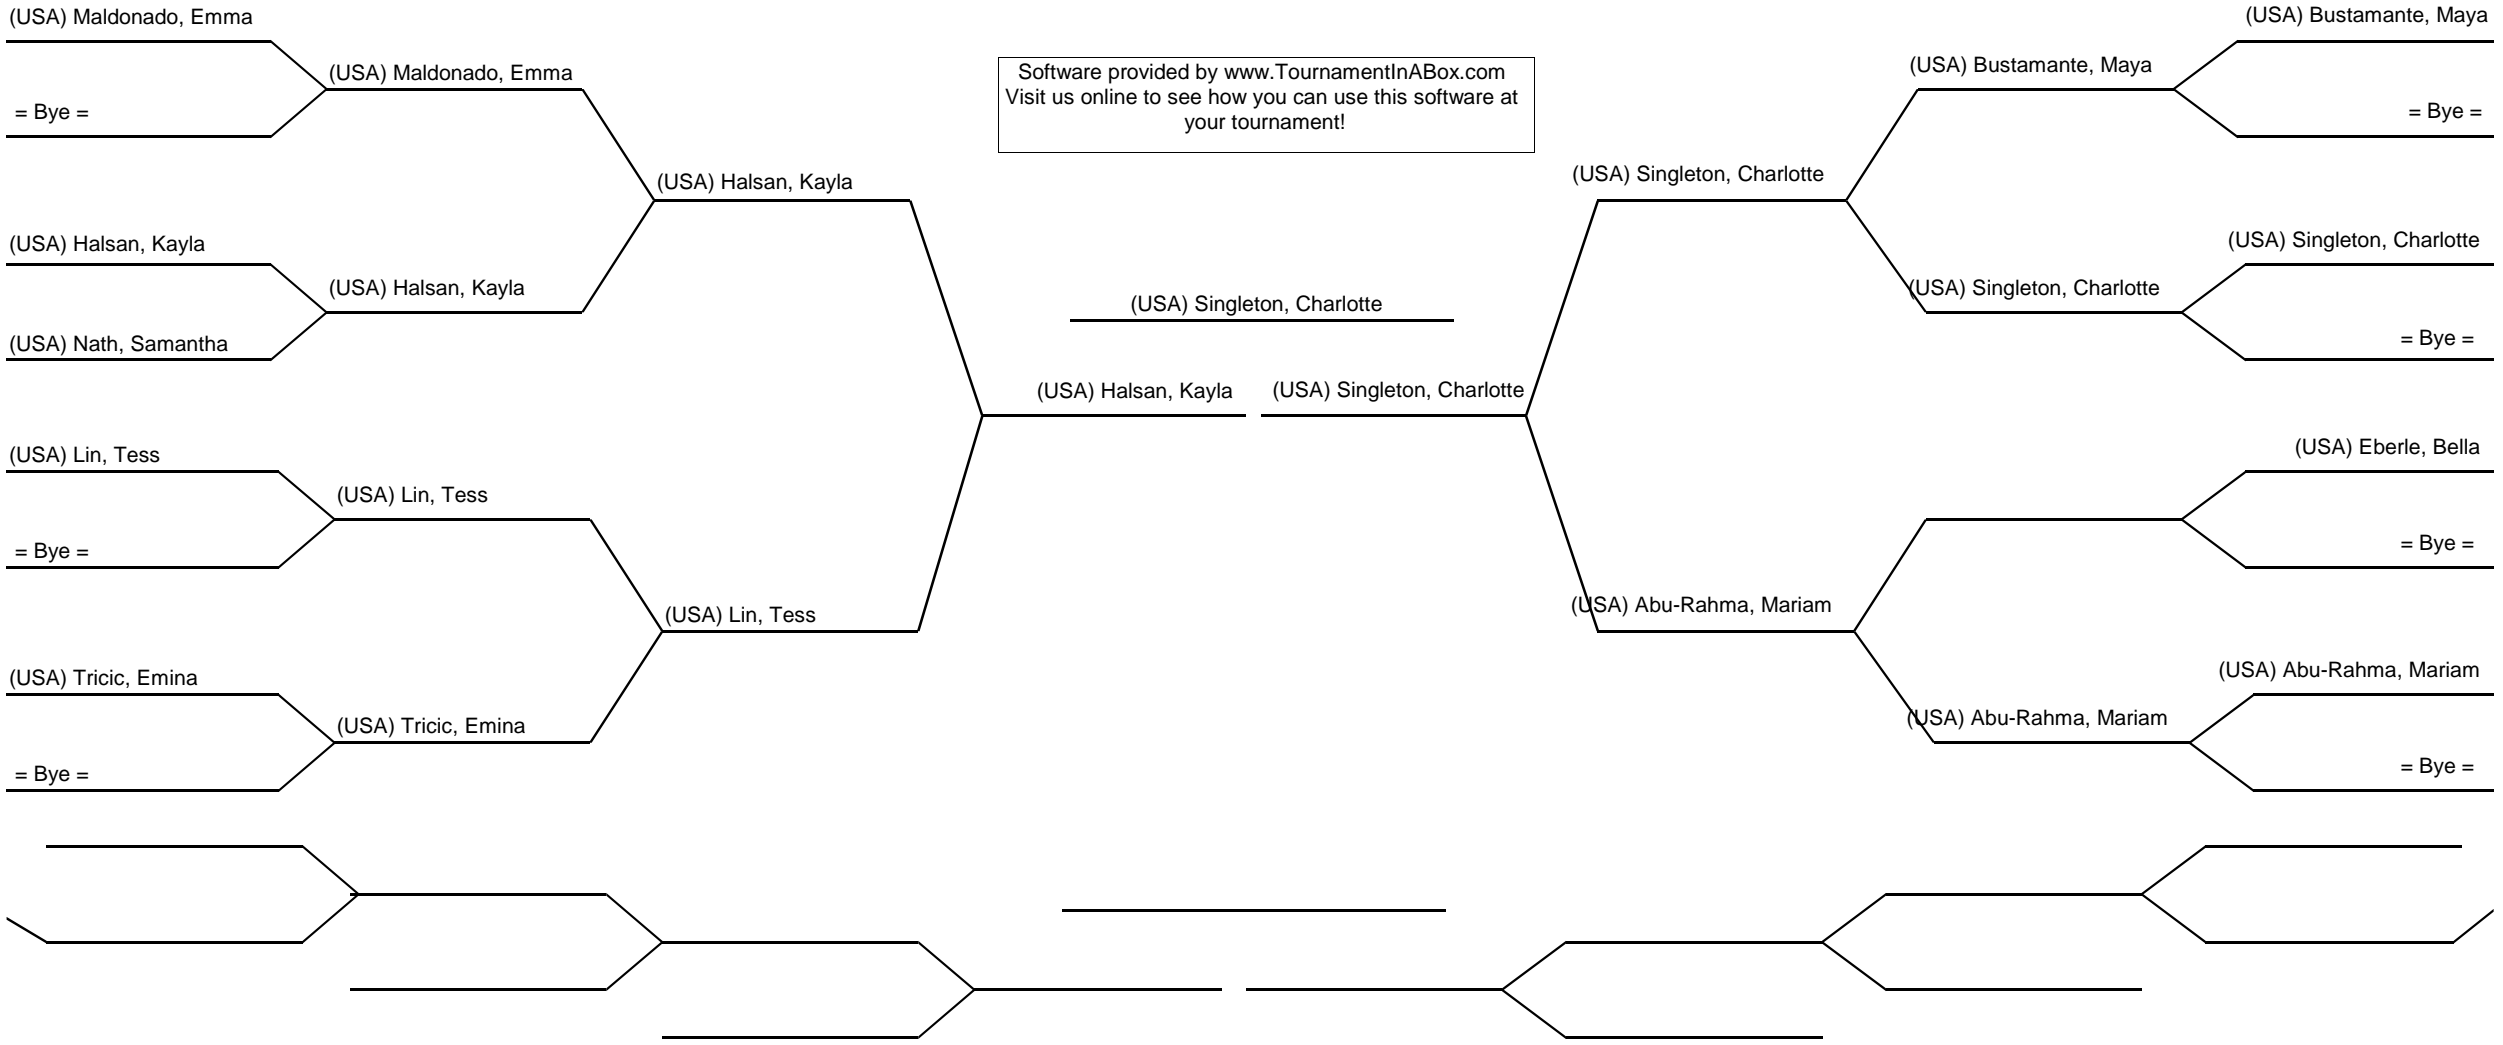 (USA) Maldonado, Emma
(USA) Bustamante, Maya
(USA) Maldonado, Emma
Software provided by www.TournamentInABox.com
Visit us online to see how you can use this software at
your tournament!
(USA) Bustamante, Maya
= Bye =
= Bye =
(USA) Halsan, Kayla
(USA) Singleton, Charlotte
(USA) Halsan, Kayla
(USA) Singleton, Charlotte
(USA) Halsan, Kayla
(USA) Singleton, Charlotte
(USA) Singleton, Charlotte
(USA) Nath, Samantha
= Bye =
(USA) Halsan, Kayla
(USA) Singleton, Charlotte
(USA) Lin, Tess
(USA) Eberle, Bella
(USA) Lin, Tess
= Bye =
= Bye =
(USA) Lin, Tess
(USA) Abu-Rahma, Mariam
(USA) Tricic, Emina
(USA) Abu-Rahma, Mariam
(USA) Tricic, Emina
(USA) Abu-Rahma, Mariam
= Bye =
= Bye =